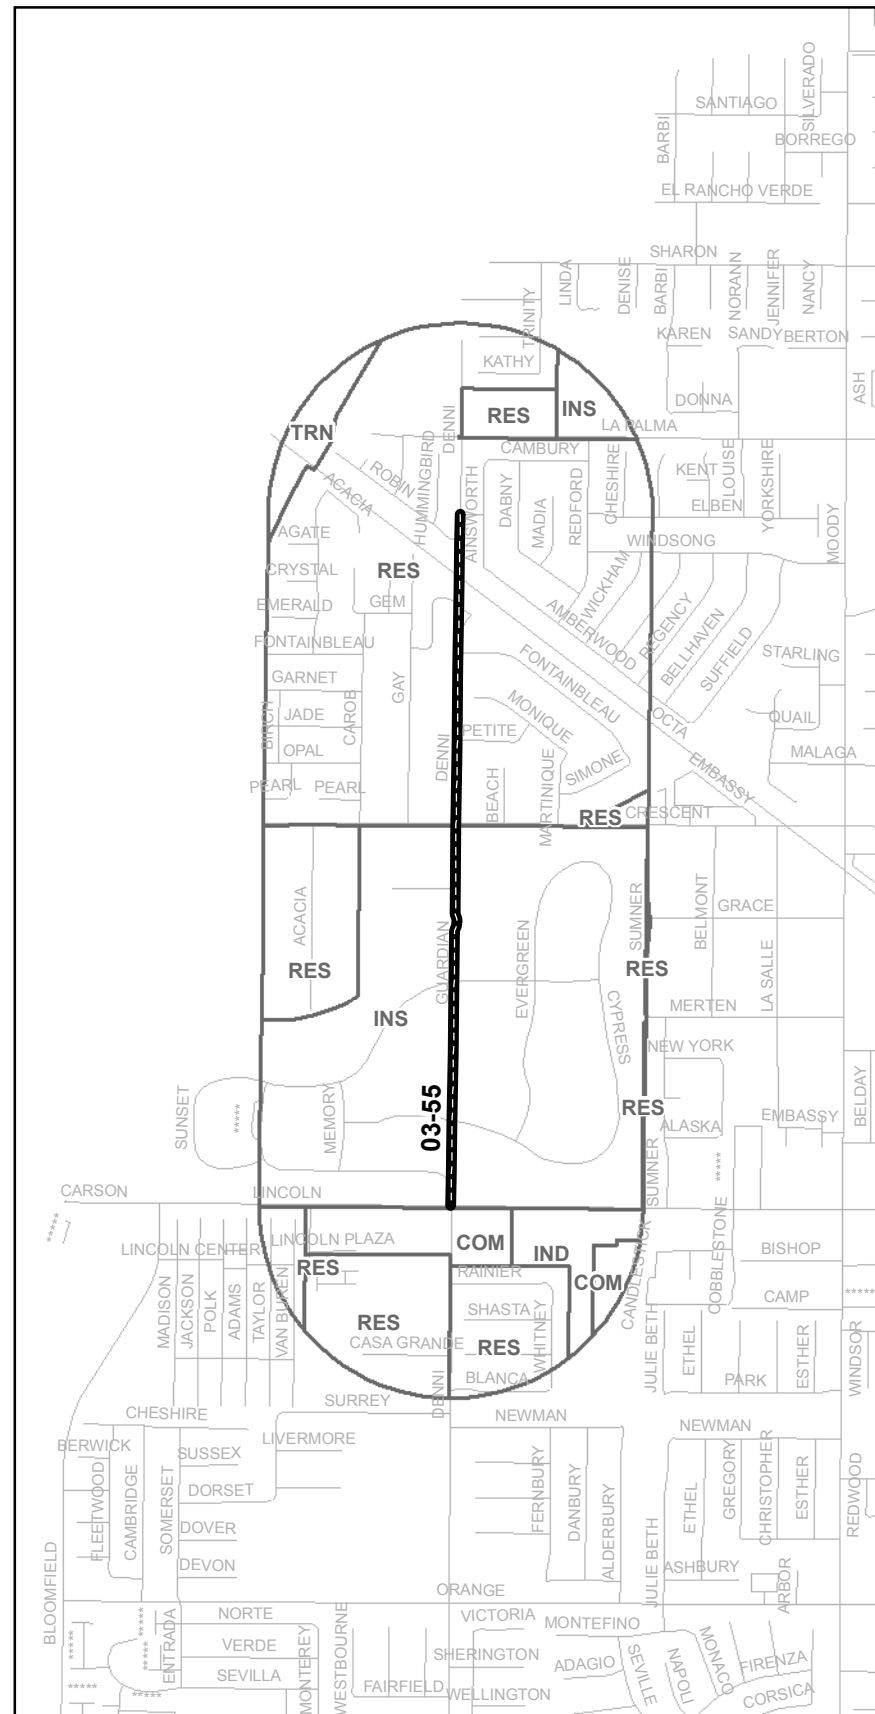 SANTIAGO
SILVERADO
BARBI
BORREGO
EL RANCHO VERDE
SHARON
LINDA
DENISE
BARBI
NORANN
JENNIFER
NANCY
TRINITY
KAREN
SANDY
BERTON
KATHY
ASH
DONNA
RES
INS
TRN
DENNI
LA PALMA
CAMBURY
HUMMINGBIRD
ROBIN
ACACIA
AINSWORTH
DABNY
MADIA
REDFORD
CHESHIRE
KENT
LOUISE
YORKSHIRE
ELBEN
MOODY
AGATE
WINDSONG
CRYSTAL
RES
WICKHAM
EMERALD
GEM
AMBERWOOD
REGENCY
BELLHAVEN
SUFFIELD
FONTAINBLEAU
FONTAINBLEAU
STARLING
GARNET
GAY
BIRCH
JADE
CAROB
MONIQUE
OCTA
QUAIL
OPAL
DENNI
PETITE
EMBASSY
MALAGA
PEARL
PEARL
BEACH
MARTINIQUE
SIMONE
RES
CRESCENT
ACACIA
GUARDIAN
EVERGREEN
SUMNER
BELMONT
GRACE
RES
RES
LA SALLE
INS
CYPRESS
MERTEN
NEW YORK
SUNSET
*****
MEMORY
03-55
RES
ALASKA
EMBASSY
BELDAY
SUMNER
*****
CARSON
LINCOLN
*****
LINCOLN CENTER
LINCOLN PLAZA
COM
IND
CANDLESTICK
COBBLESTONE
BISHOP
RES
RAINIER
COM
CAMP
*****
MADISON
JACKSON
POLK
ADAMS
TAYLOR
VAN BUREN
RES
SHASTA
WHITNEY
CASA GRANDE
RES
JULIE BETH
ETHEL
ESTHER
WINDSOR
BLANCA
PARK
DENNI
SURREY
CHESHIRE
NEWMAN
NEWMAN
BERWICK
SUSSEX
LIVERMORE
FLEETWOOD
CAMBRIDGE
SOMERSET
DORSET
FERNBURY
DANBURY
ALDERBURY
ETHEL
GREGORY
CHRISTOPHER
ESTHER
REDWOOD
DOVER
BLOOMFIELD
DEVON
JULIE BETH
ASHBURY
ARBOR
ORANGE
NORTE
WESTBOURNE
VICTORIA
MONTEFINO
*****
*****
*****
ENTRADA
VERDE
MONTEREY
SHERINGTON
ADAGIO
SEVILLE
NAPOLI
MONACO
FIRENZA
SEVILLA
FAIRFIELD
WELLINGTON
CORSICA
*****
*****